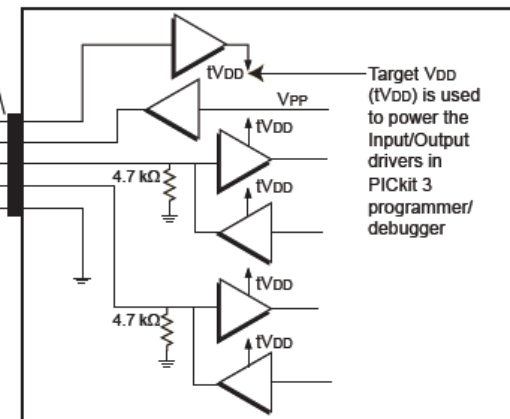 tVDD
Target VDD
(tVDD) is used
to power the
Input/Output
drivers in
PICkit 3
programmer/
debugger
VPP
tVDD
4.7 kΩ
tVDD
tVDD
4.7 kΩ
tVDD